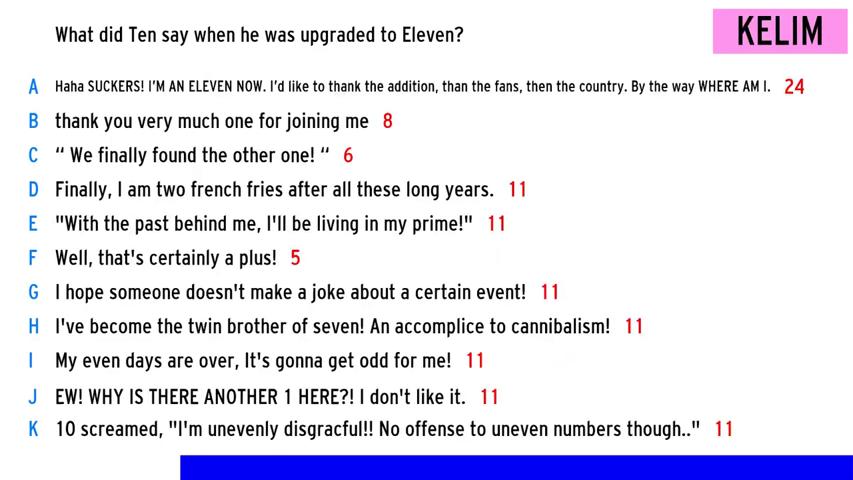 What did Ten say when he was upgraded to Eleven?
KELIM
A Haha SUCKERS! I'M AN ELEVEN NOW. I'd like to thank the addition, than the fans, then the country. By the way WHERE AM I. 24
B thank you very much one for joining me 8
C “ We finally found the other one! “ 6
D Finally, I am two french fries after all these long years. 11
E "With the past behind me, I'll be living in my prime!" 11
F Well, that's certainly a plus! 5
G I hope someone doesn't make a joke about a certain event! 11
H I've become the twin brother of seven! An accomplice to cannibalism! 11
I My even days are over, It's gonna get odd for me! 11
J EW! WHY IS THERE ANOTHER 1 HERE?! I don't like it. 11
K 10 screamed, "I'm unevenly disgracful!! No offense to uneven numbers though.." 11